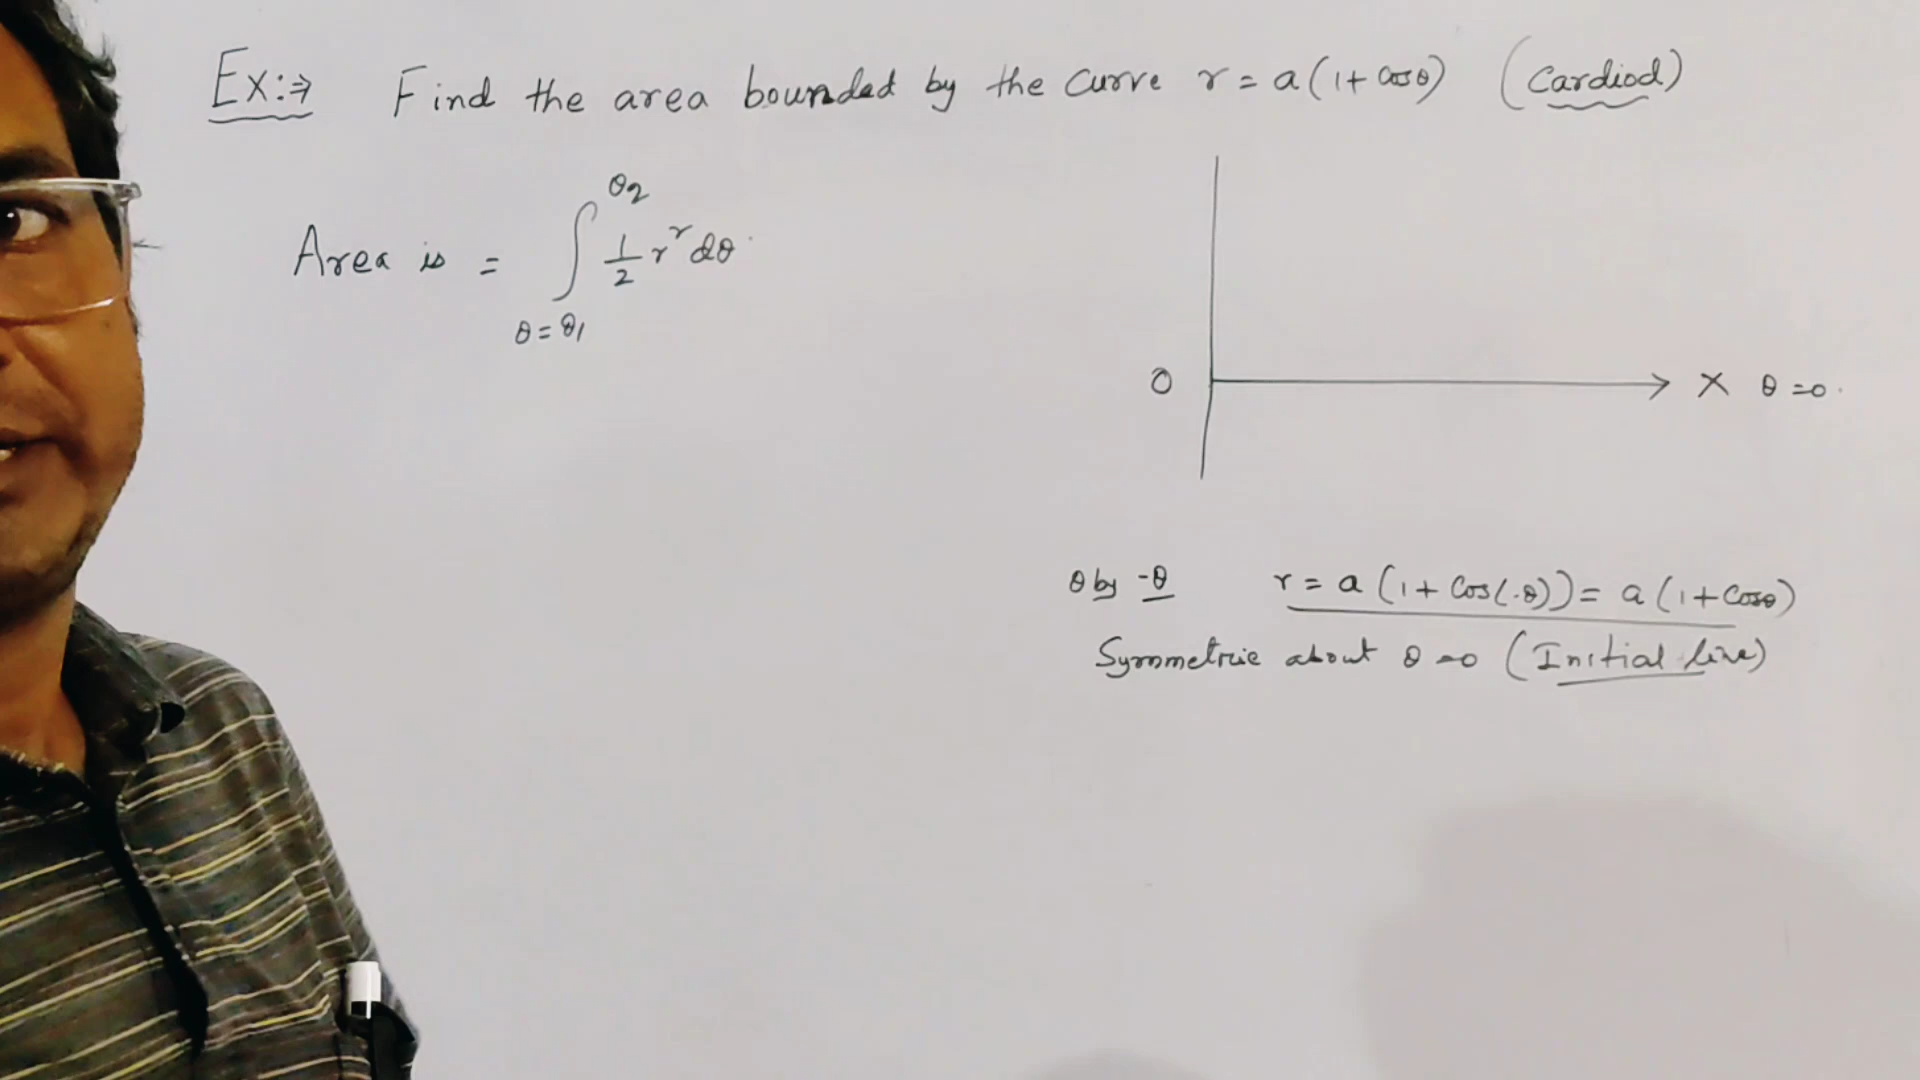 Ex:⇒ Find the area bounded by the curve r = a(1+cosθ) (Cardiod)
Area is = ∫_{θ=θ1}^{θ2} 1/2 r² dθ
O X θ=0.
θ by -θ r = a (1+ Cos(-θ)) = a (1+Cosθ)
Symmetric about θ=0 (Initial line)